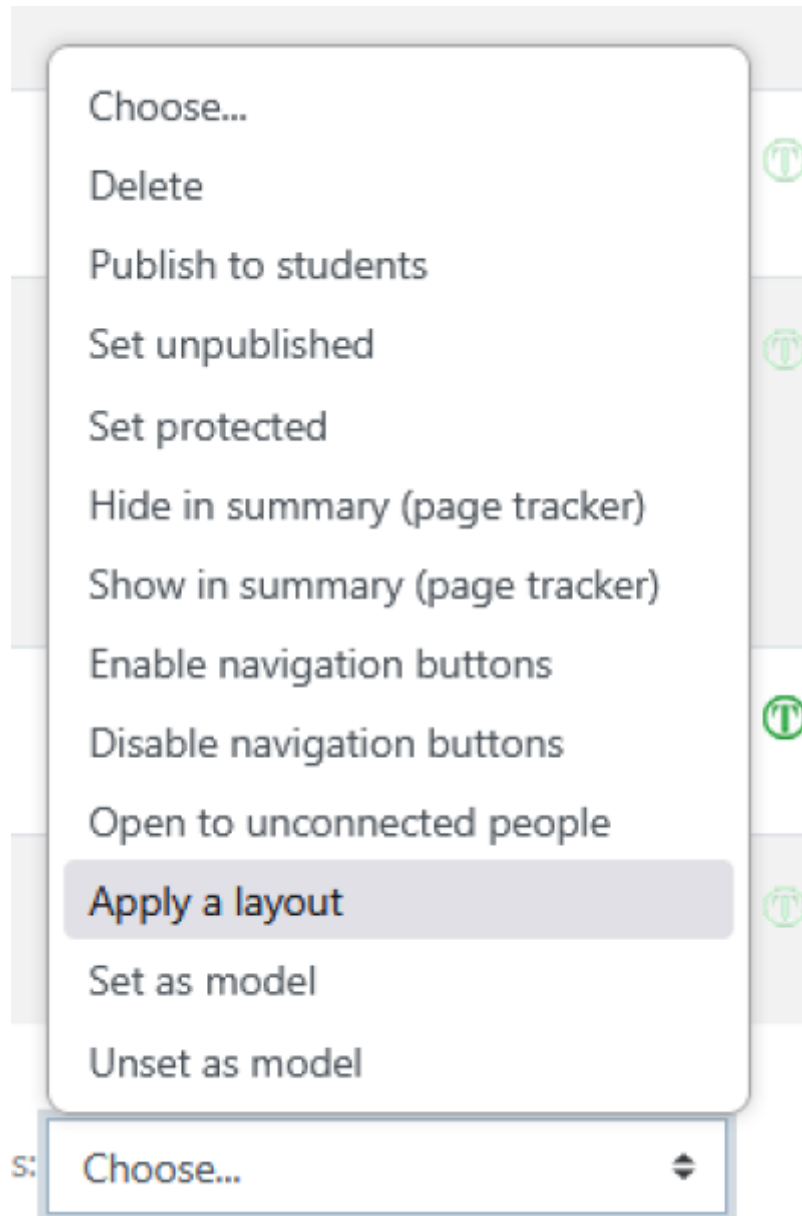 Choose...
Delete
Publish to students
Set unpublished
Set protected
Hide in summary (page tracker)
Show in summary (page tracker)
Enable navigation buttons
Disable navigation buttons
Open to unconnected people
Apply a layout
Set as model
Unset as model
s: Choose...